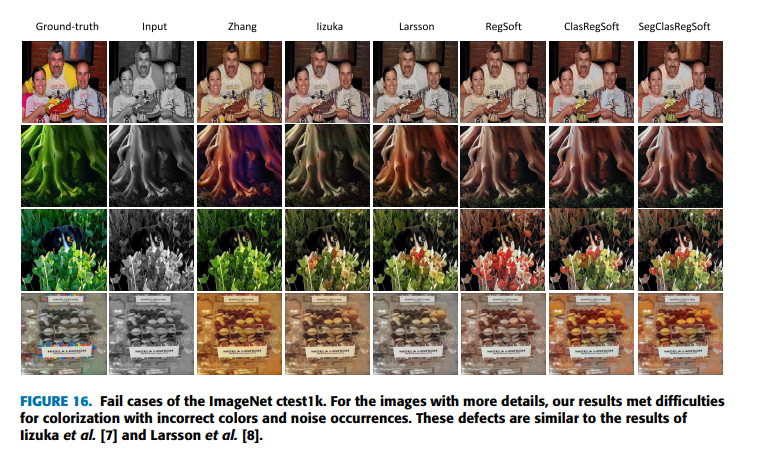 Ground-truth Input Zhang Iizuka Larsson RegSoft ClasRegSoft SegClasRegSoft
FIGURE 16. Fail cases of the ImageNet ctest1k. For the images with more details, our results met difficulties
for colorization with incorrect colors and noise occurrences. These defects are similar to the results of
Iizuka et al. [7] and Larsson et al. [8].